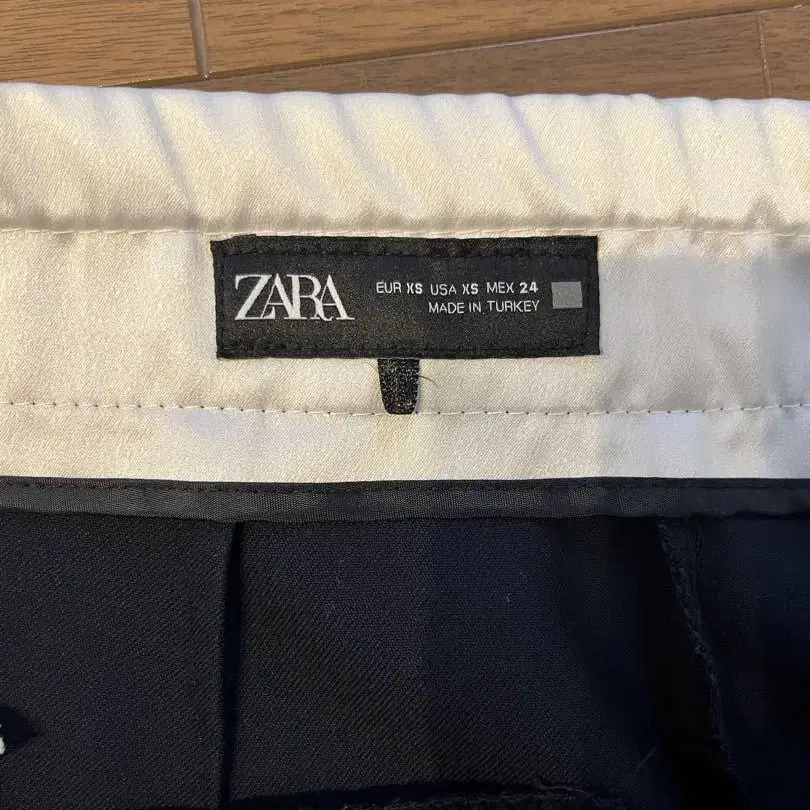 ZARA
EUR XS USA XS MEX 24
MADE IN TURKEY